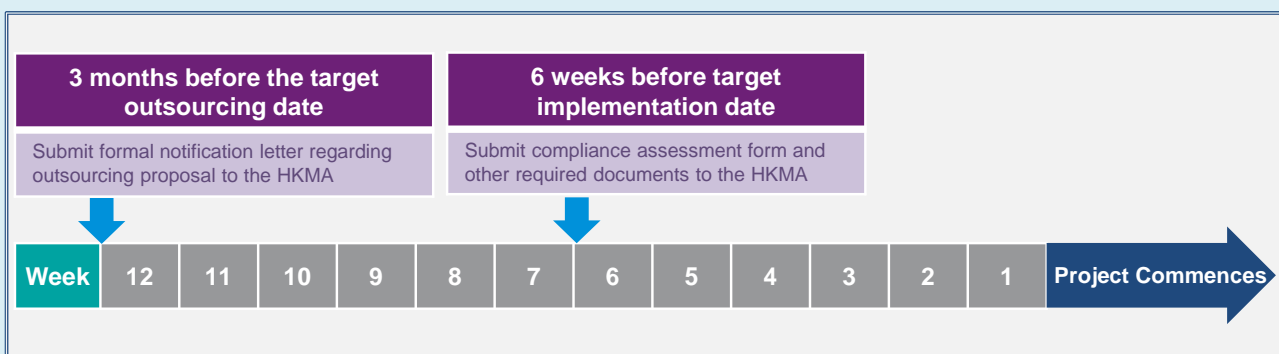 3 months before the target
outsourcing date
Submit formal notification letter regarding
outsourcing proposal to the HKMA
6 weeks before target
implementation date
Submit compliance assessment form and
other required documents to the HKMA
Week 12 11 10 9 8 7 6 5 4 3 2 1 Project Commences